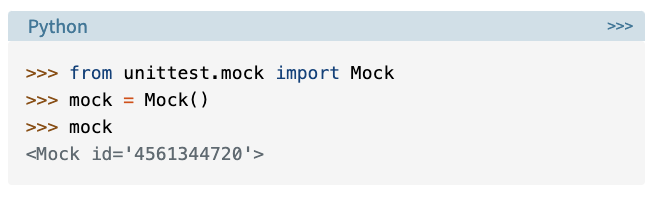 Python >>>
>>> from unittest.mock import Mock
>>> mock = Mock()
>>> mock
<Mock id='4561344720'>